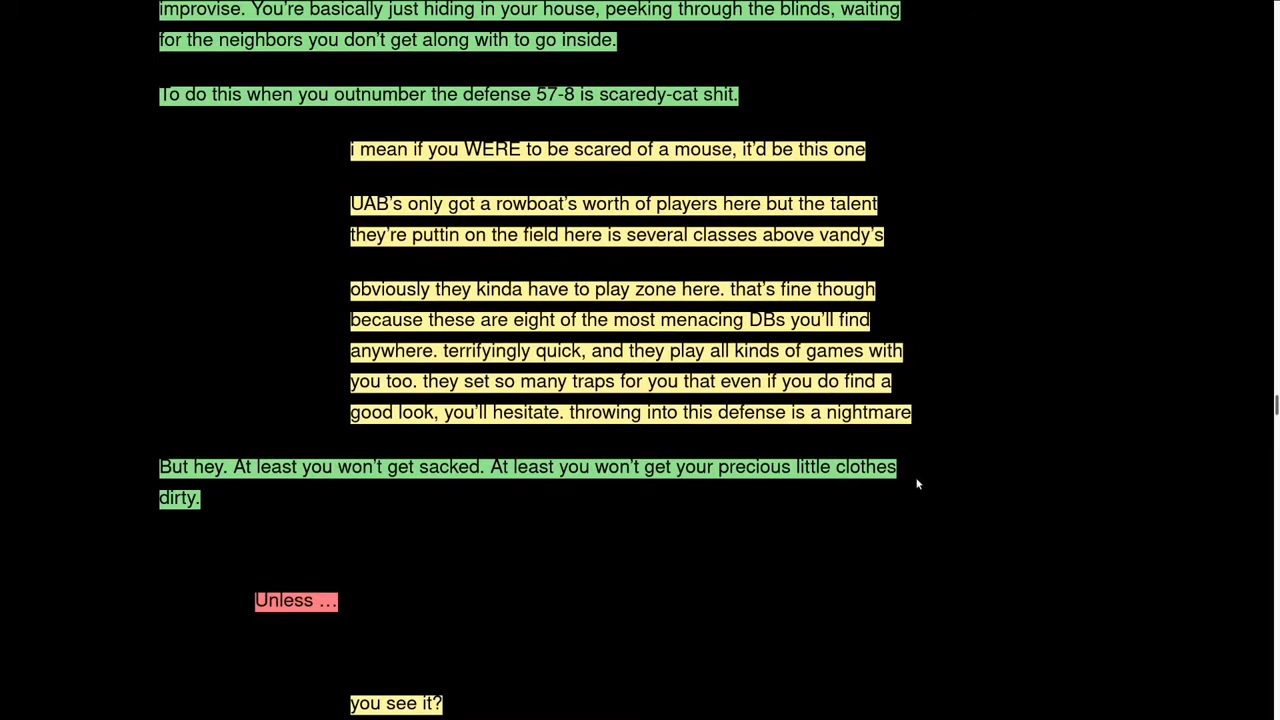 improvise. You’re basically just hiding in your house, peeking through the blinds, waiting
for the neighbors you don’t get along with to go inside.
To do this when you outnumber the defense 57-8 is scaredy-cat shit.
i mean if you WERE to be scared of a mouse, it’d be this one
UAB’s only got a rowboat’s worth of players here but the talent
they’re puttin on the field here is several classes above vandy’s
obviously they kinda have to play zone here. that’s fine though
because these are eight of the most menacing DBs you’ll find
anywhere. terrifyingly quick, and they play all kinds of games with
you too. they set so many traps for you that even if you do find a
good look, you’ll hesitate. throwing into this defense is a nightmare
But hey. At least you won’t get sacked. At least you won’t get your precious little clothes
dirty.
Unless …
you see it?